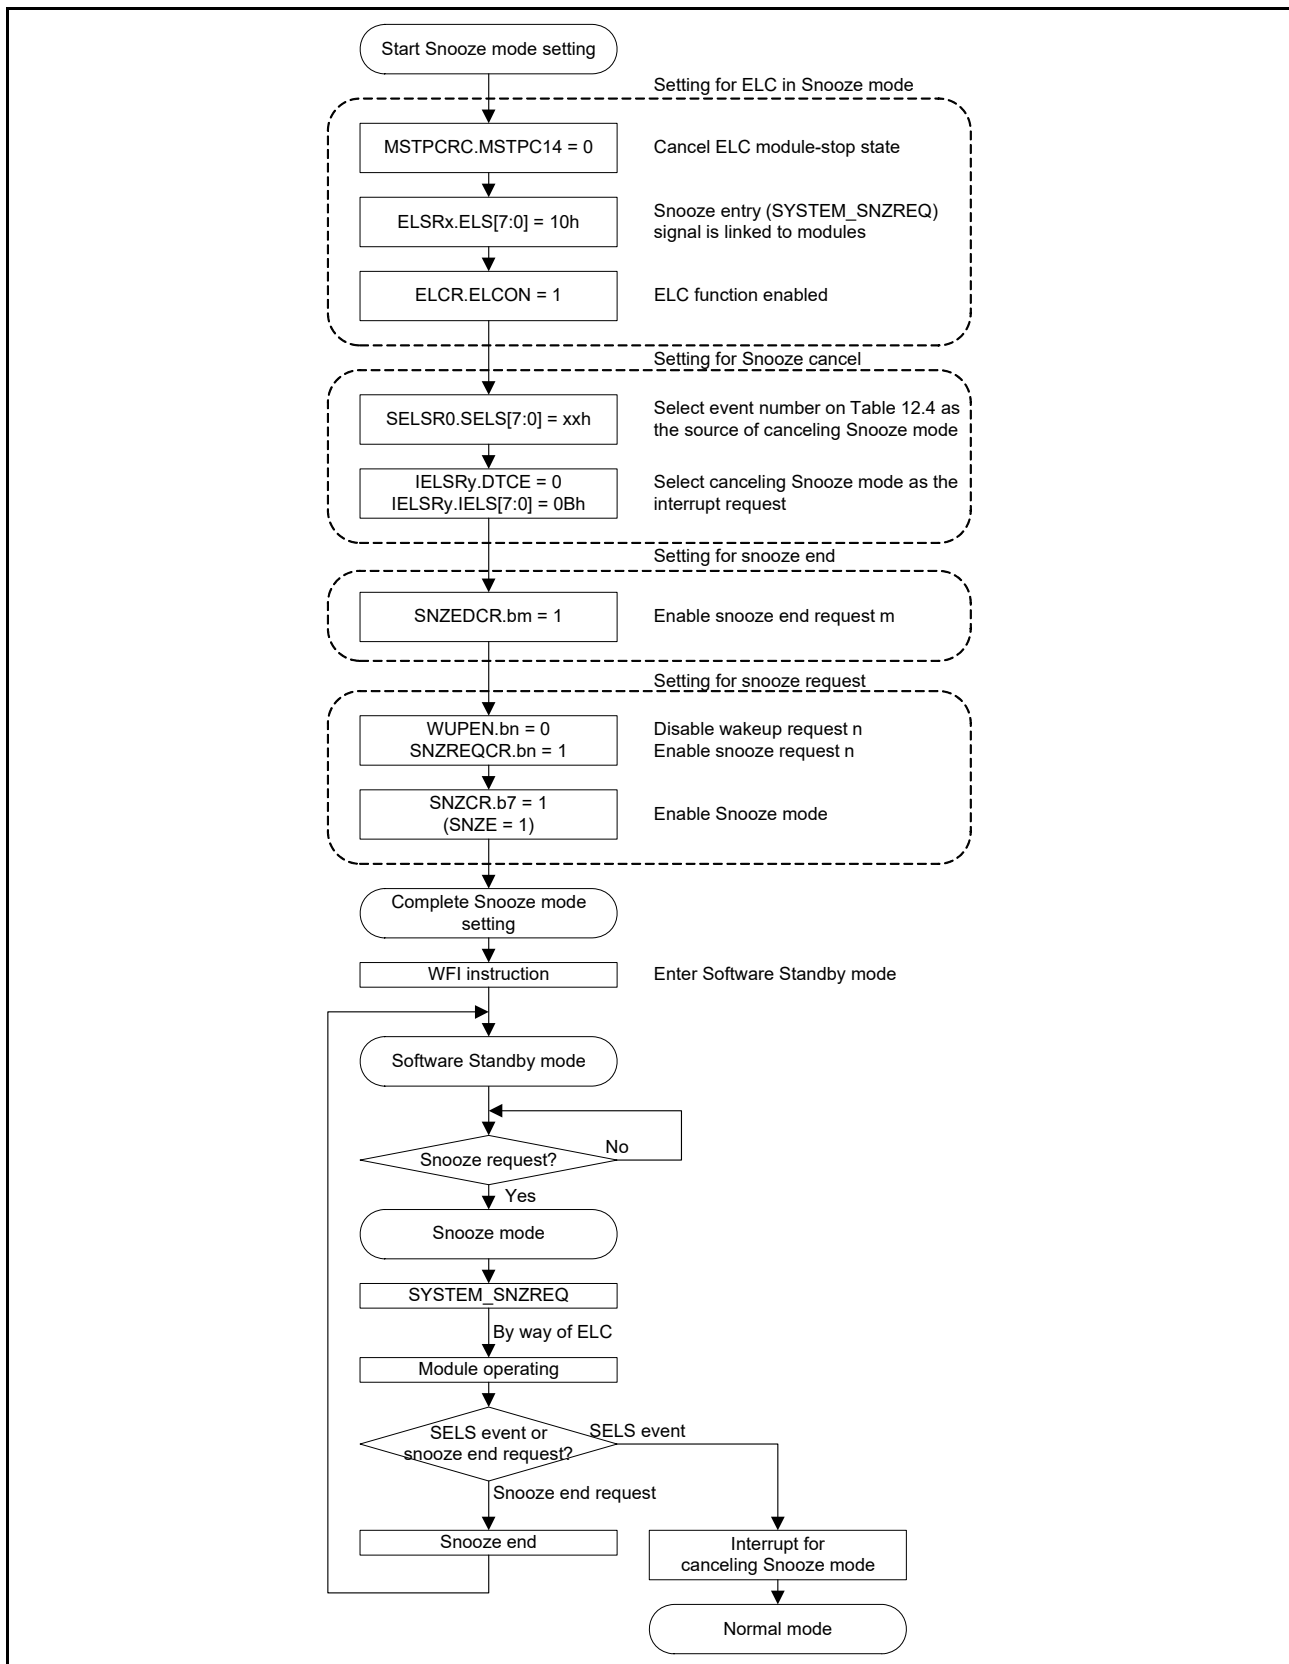 Start Snooze mode setting
Setting for ELC in Snooze mode
MSTPCRC.MSTPC14 = 0
Cancel ELC module-stop state
ELSRx.ELS[7:0] = 10h
Snooze entry (SYSTEM_SNZREQ)
signal is linked to modules
ELCR.ELCON = 1
ELC function enabled
Setting for Snooze cancel
SELSR0.SELS[7:0] = xxh
Select event number on Table 12.4 as
the source of canceling Snooze mode
IELSRy.DTCE = 0
IELSRy.IELS[7:0] = 0Bh
Select canceling Snooze mode as the
interrupt request
Setting for snooze end
SNZEDCR.bm = 1
Enable snooze end request m
Setting for snooze request
WUPEN.bn = 0
SNZREQCR.bn = 1
Disable wakeup request n
Enable snooze request n
SNZCR.b7 = 1
(SNZE = 1)
Enable Snooze mode
Complete Snooze mode
setting
WFI instruction
Enter Software Standby mode
Software Standby mode
Snooze request?
No
Yes
Snooze mode
SYSTEM_SNZREQ
By way of ELC
Module operating
SELS event or
snooze end request?
SELS event
Snooze end request
Snooze end
Interrupt for
canceling Snooze mode
Normal mode